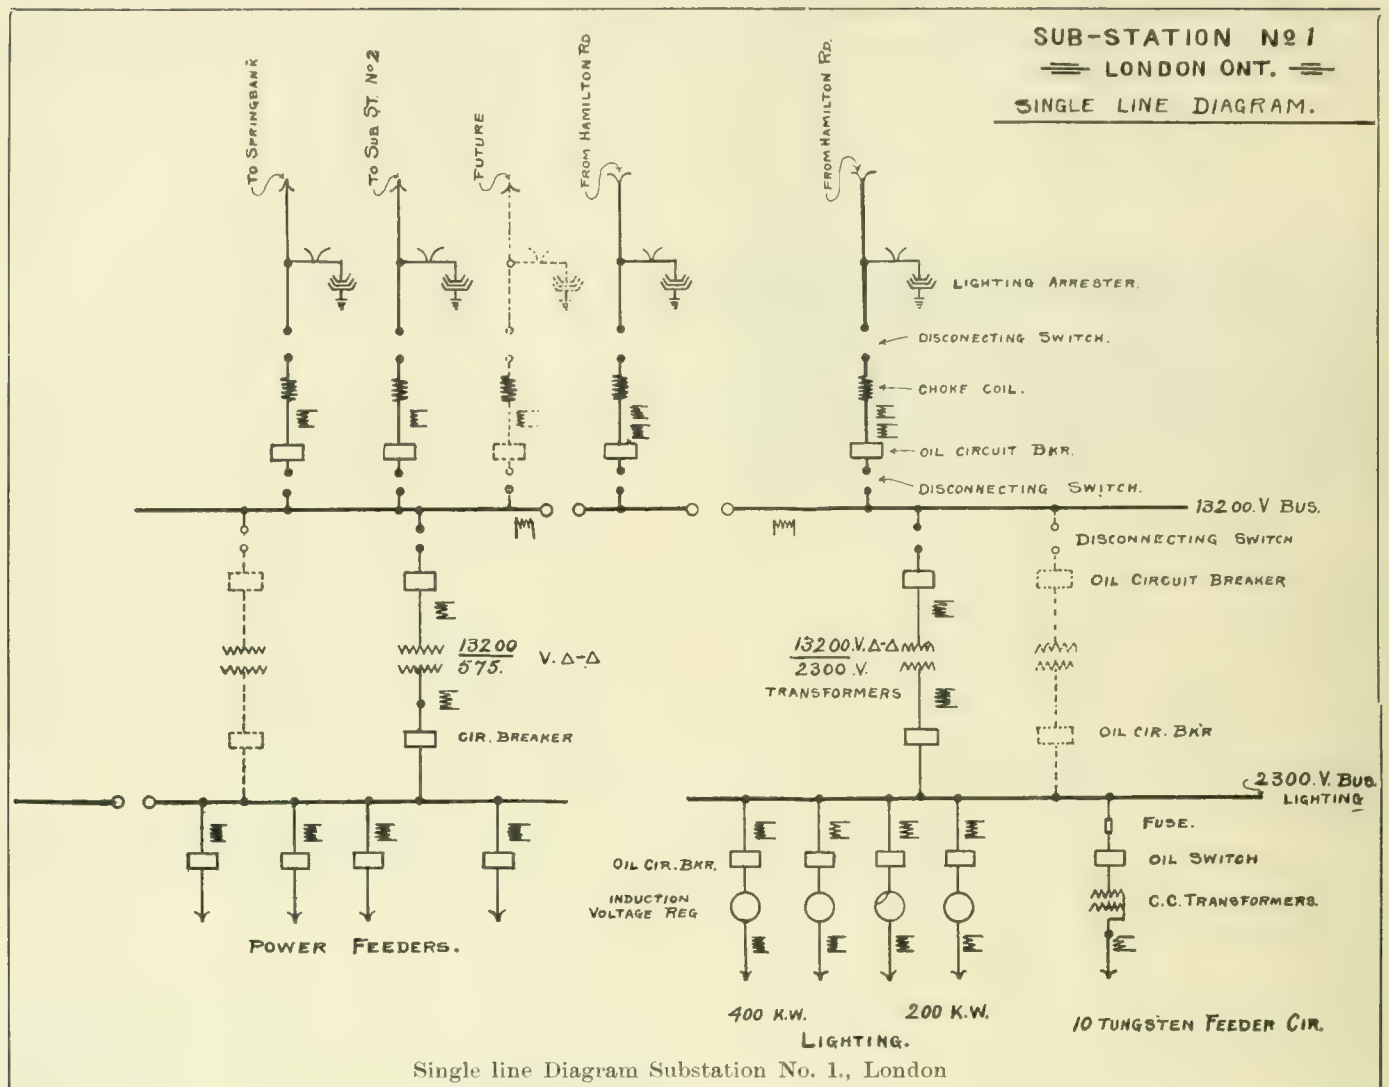 SUB-STATION Nº 1
LONDON ONT.
SINGLE LINE DIAGRAM.
TO SPRINGBANK
TO SUB ST. Nº 2
FUTURE
FROM HAMILTON RD
FROM HAMILTON RD.
LIGHTING ARRESTER.
DISCONECTING SWITCH.
CHOKE COIL.
OIL CIRCUIT BKR.
DISCONNECTING SWITCH.
13200.V BUS.
DISCONNECTING SWITCH
OIL CIRCUIT BREAKER
13200
575. V. Δ-Δ
13200.V. Δ-Δ
2300.V.
TRANSFORMERS
CIR. BREAKER
OIL CIR. BKR
2300.V. BUS.
LIGHTING
FUSE.
OIL CIR. BKR.
OIL SWITCH
INDUCTION
VOLTAGE REG
C.C. TRANSFORMERS.
POWER FEEDERS.
400 K.W.
200 K.W.
LIGHTING.
10 TUNGSTEN FEEDER CIR.
Single line Diagram Substation No. 1., London